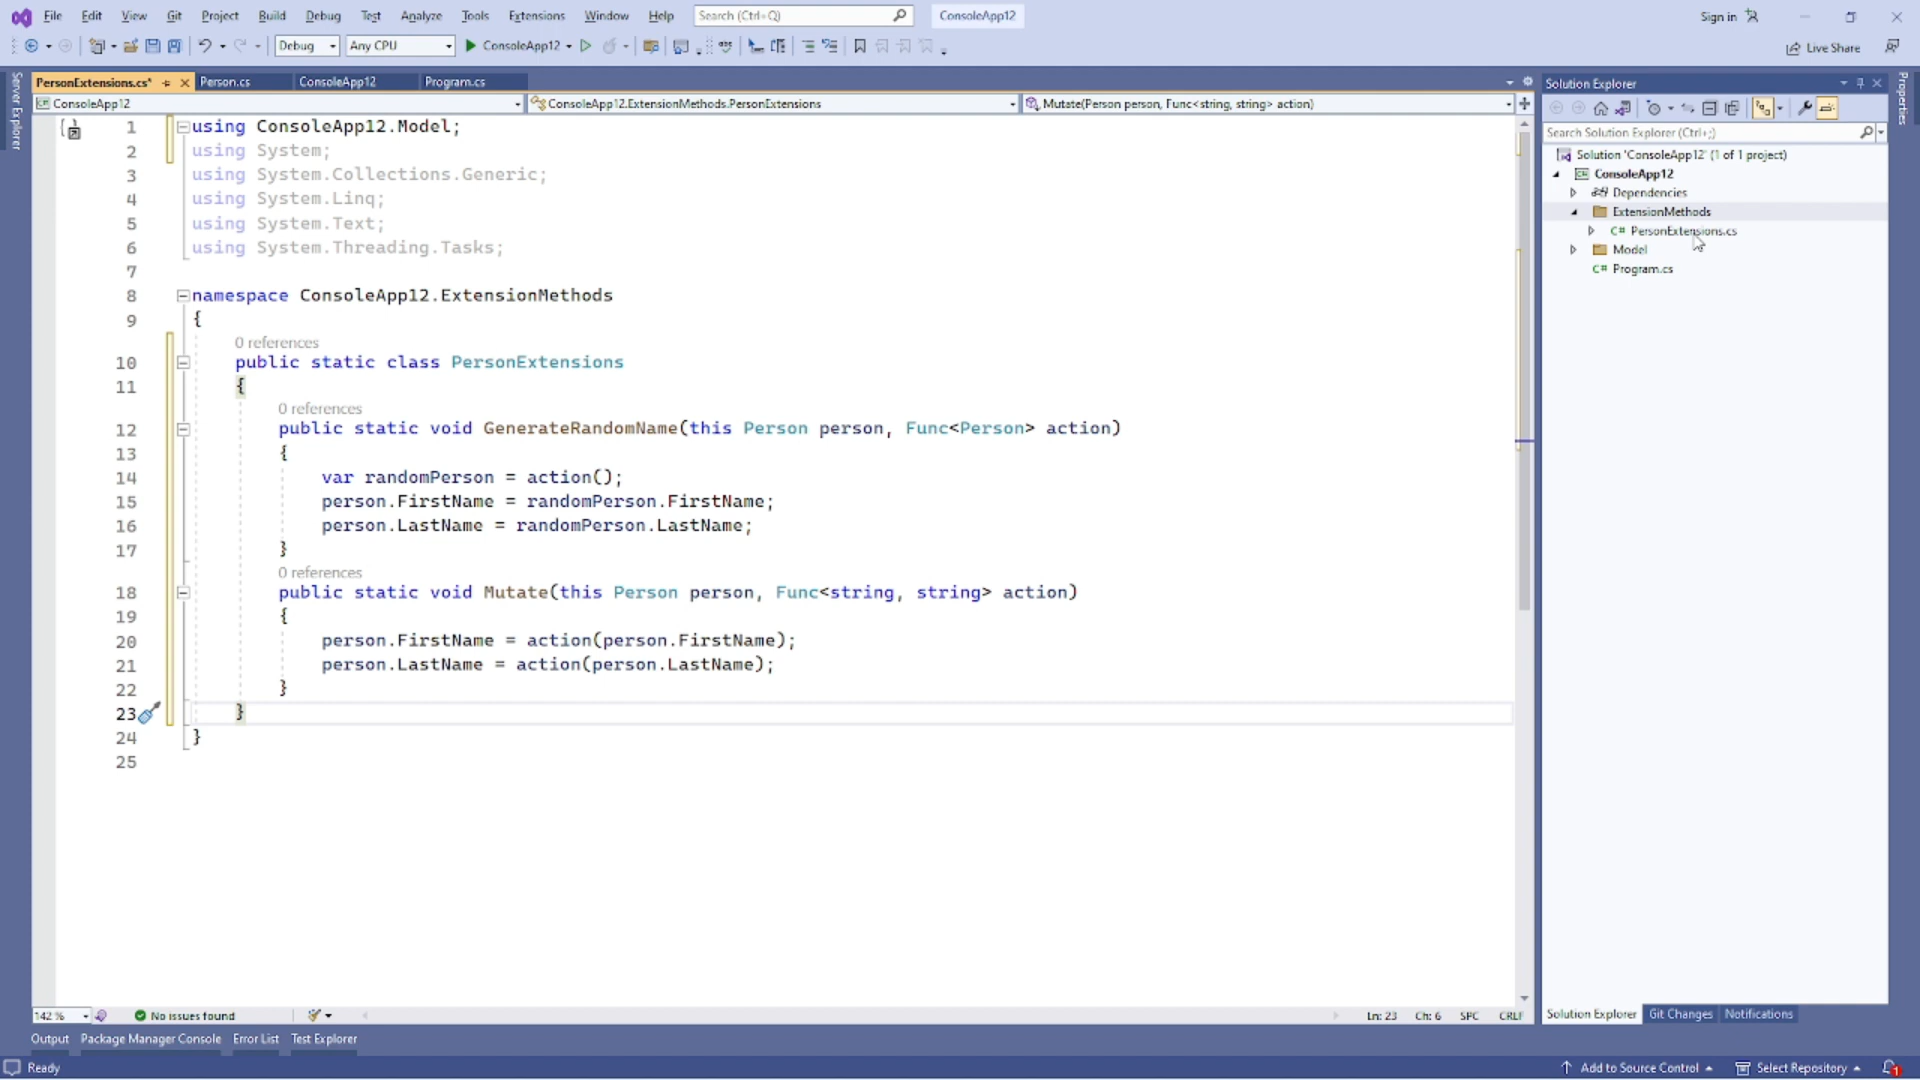 File Edit View Git Project Build Debug Test Analyze Tools Extensions Window Help Search (Ctrl+Q) ConsoleApp12 Sign in
Debug Any CPU ConsoleApp12 Live Share
Server Explorer
PersonExtensions.cs* Person.cs ConsoleApp12 Program.cs
ConsoleApp12 ConsoleApp12.ExtensionMethods.PersonExtensions Mutate(Person person, Func<string, string> action)
1 using ConsoleApp12.Model;
2 using System;
3 using System.Collections.Generic;
4 using System.Linq;
5 using System.Text;
6 using System.Threading.Tasks;
7
8 namespace ConsoleApp12.ExtensionMethods
9 {
0 references
10 public static class PersonExtensions
11 {
0 references
12 public static void GenerateRandomName(this Person person, Func<Person> action)
13 {
14 var randomPerson = action();
15 person.FirstName = randomPerson.FirstName;
16 person.LastName = randomPerson.LastName;
17 }
0 references
18 public static void Mutate(this Person person, Func<string, string> action)
19 {
20 person.FirstName = action(person.FirstName);
21 person.LastName = action(person.LastName);
22 }
23 }
24 }
25
142 % No issues found Ln: 23 Ch: 6 SPC CRLF
Solution Explorer
Search Solution Explorer (Ctrl+;)
Solution 'ConsoleApp12' (1 of 1 project)
ConsoleApp12
Dependencies
ExtensionMethods
C# PersonExtensions.cs
Model
C# Program.cs
Solution Explorer Git Changes Notifications
Properties
Output Package Manager Console Error List Test Explorer
Ready Add to Source Control Select Repository 1